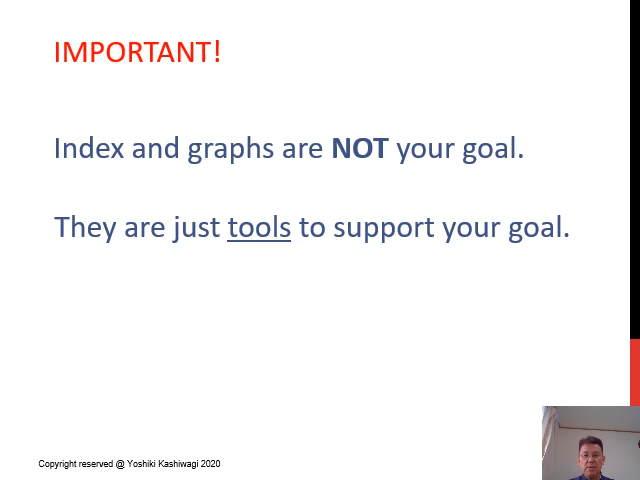 IMPORTANT!
Index and graphs are NOT your goal.
They are just tools to support your goal.
Copyright reserved @ Yoshiki Kashiwagi 2020